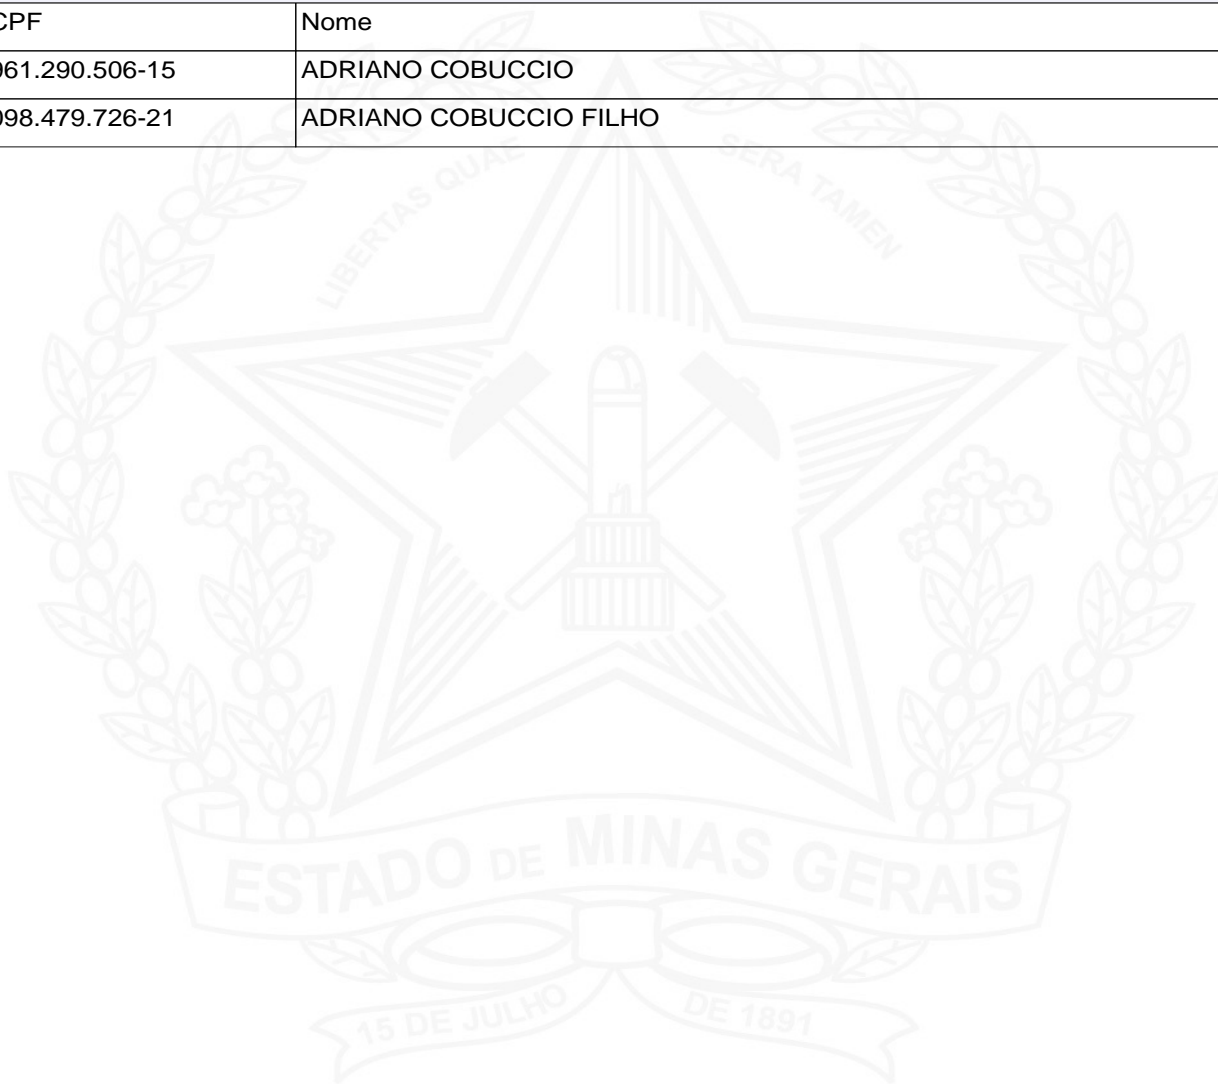 CPF Nome
961.290.506-15 ADRIANO COBUCCIO
098.479.726-21 ADRIANO COBUCCIO FILHO
LIBERTAS QUAE SERA TAMEN
ESTADO DE MINAS GERAIS
15 DE JULHO DE 1891